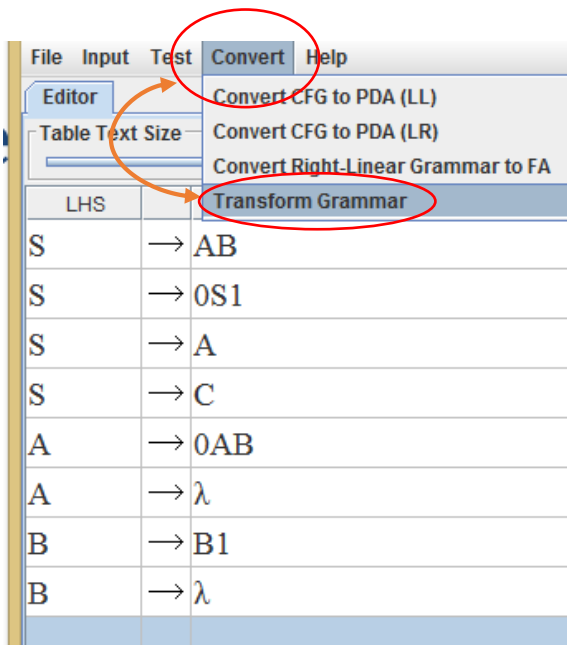 File Input Test Convert Help
Editor
Convert CFG to PDA (LL)
Table Text Size
Convert CFG to PDA (LR)
Convert Right-Linear Grammar to FA
LHS
Transform Grammar
S → AB
S → 0S1
S → A
S → C
A → 0AB
A → λ
B → B1
B → λ